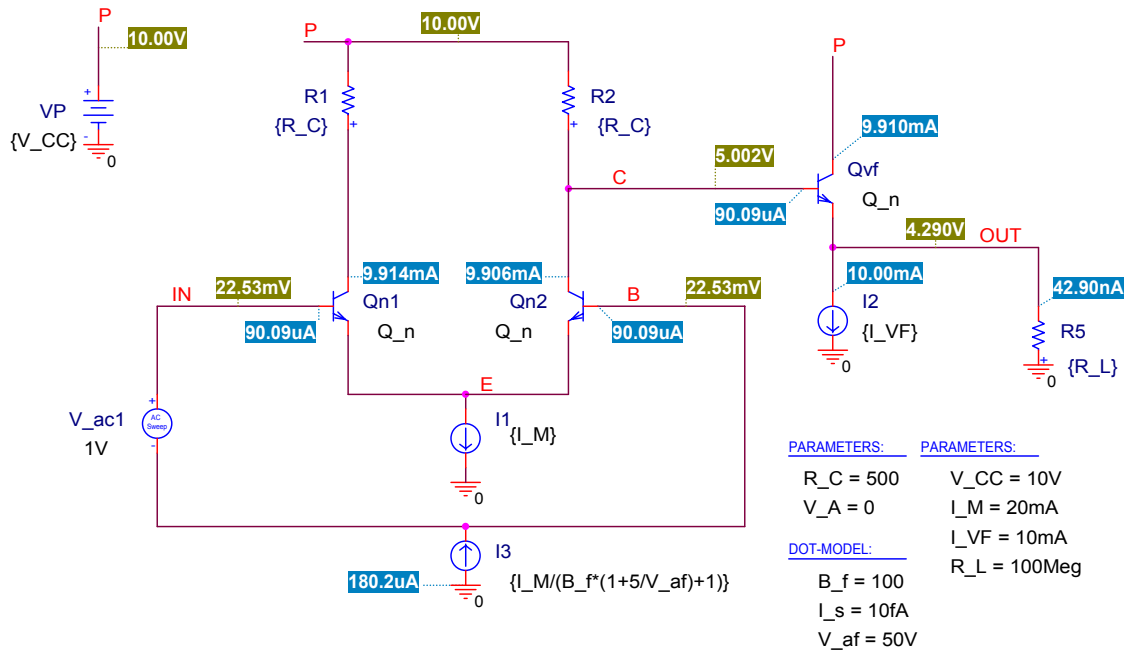 P
10.00V
+
VP
{V_CC}
-
0
P
10.00V
R1
{R_C}
+
R2
{R_C}
+
P
9.910mA
5.002V
C
Qvf
Q_n
90.09uA
4.290V
OUT
9.914mA
9.906mA
IN
22.53mV
Qn1
Qn2
B
22.53mV
90.09uA
Q_n
Q_n
90.09uA
10.00mA
I2
{I_VF}
0
42.90nA
R5
+
{R_L}
0
E
+
V_ac1
AC
Sweep
1V
-
I1
{I_M}
0
I3
180.2uA
{I_M/(B_f*(1+5/V_af)+1)}
0
PARAMETERS:
R_C = 500
V_A = 0
DOT-MODEL:
B_f = 100
I_s = 10fA
V_af = 50V
PARAMETERS:
V_CC = 10V
I_M = 20mA
I_VF = 10mA
R_L = 100Meg